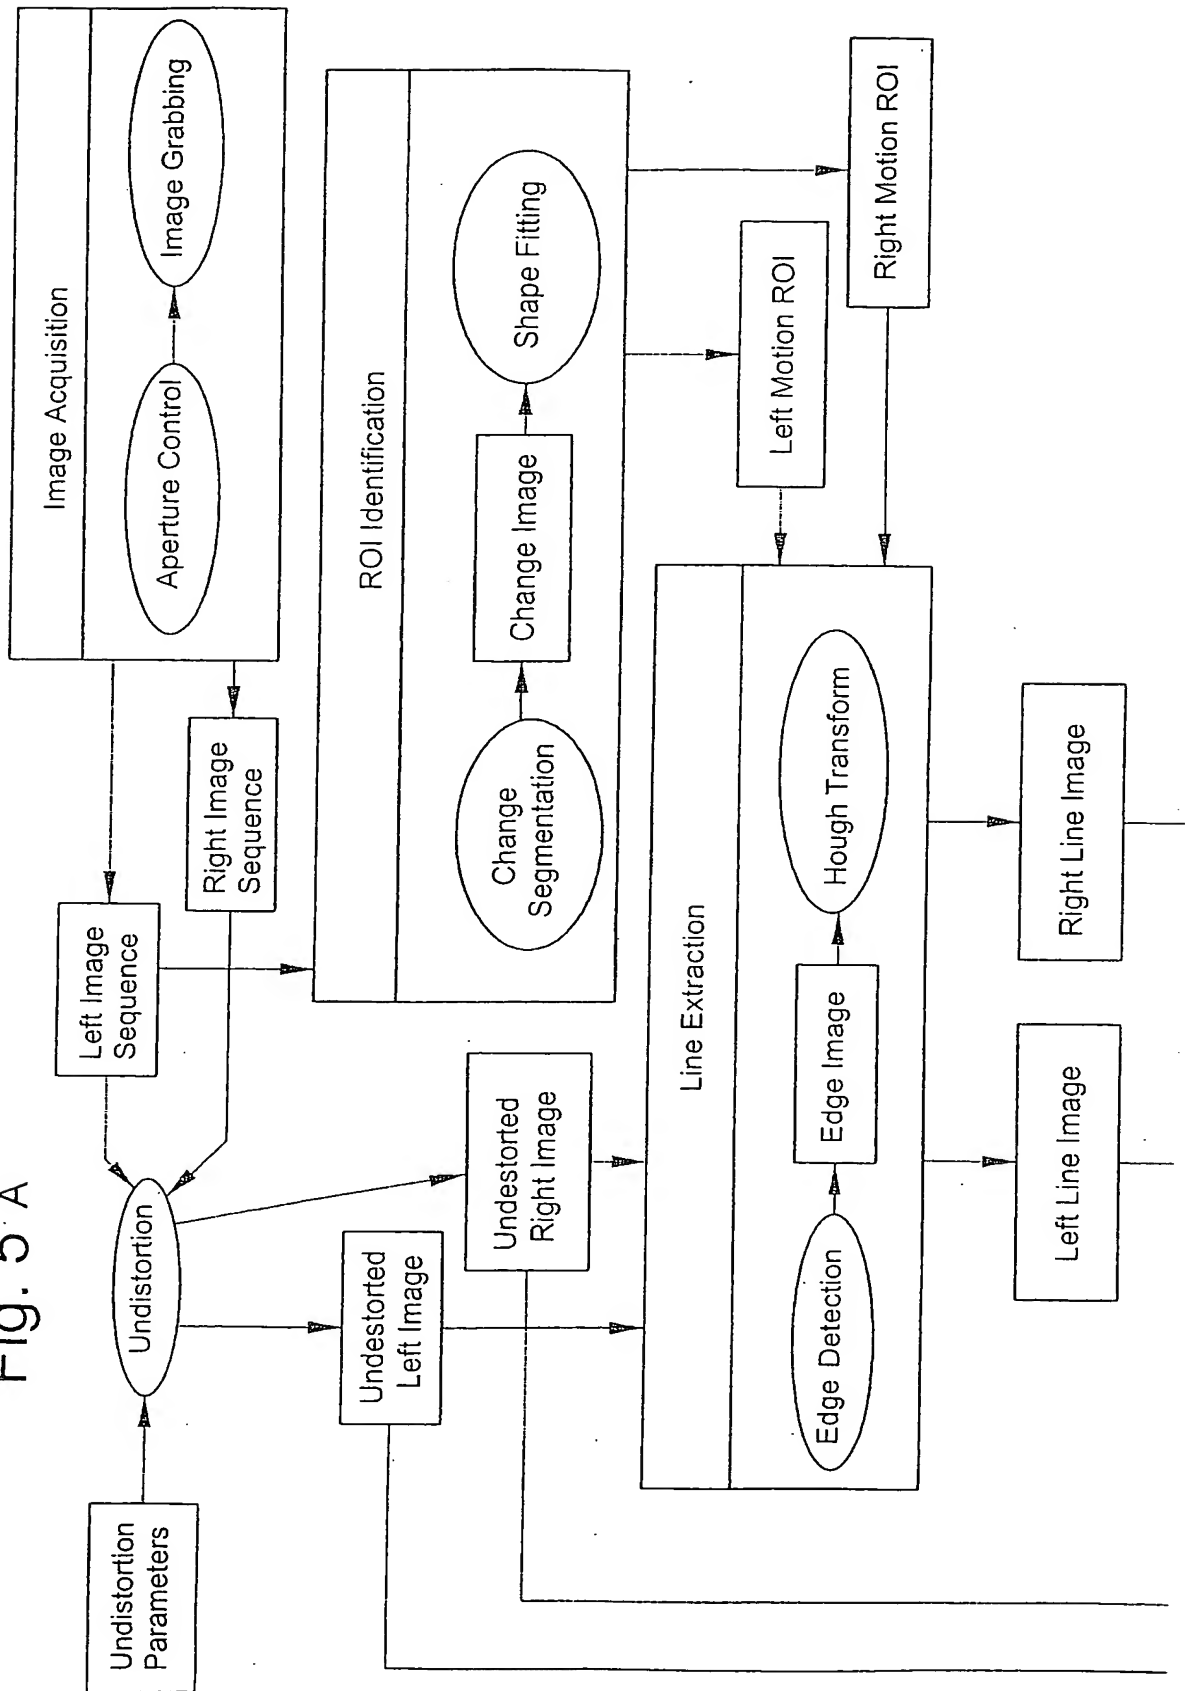 Fig. 5 A
Undistortion
Parameters
Undistortion
Left Image
Sequence
Right Image
Sequence
Image Acquisition
Aperture Control
Image Grabbing
Undestorted
Left Image
Undestorted
Right Image
ROI Identification
Change
Segmentation
Change Image
Shape Fitting
Line Extraction
Edge Detection
Edge Image
Hough Transform
Left Motion ROI
Right Motion ROI
Left Line Image
Right Line Image